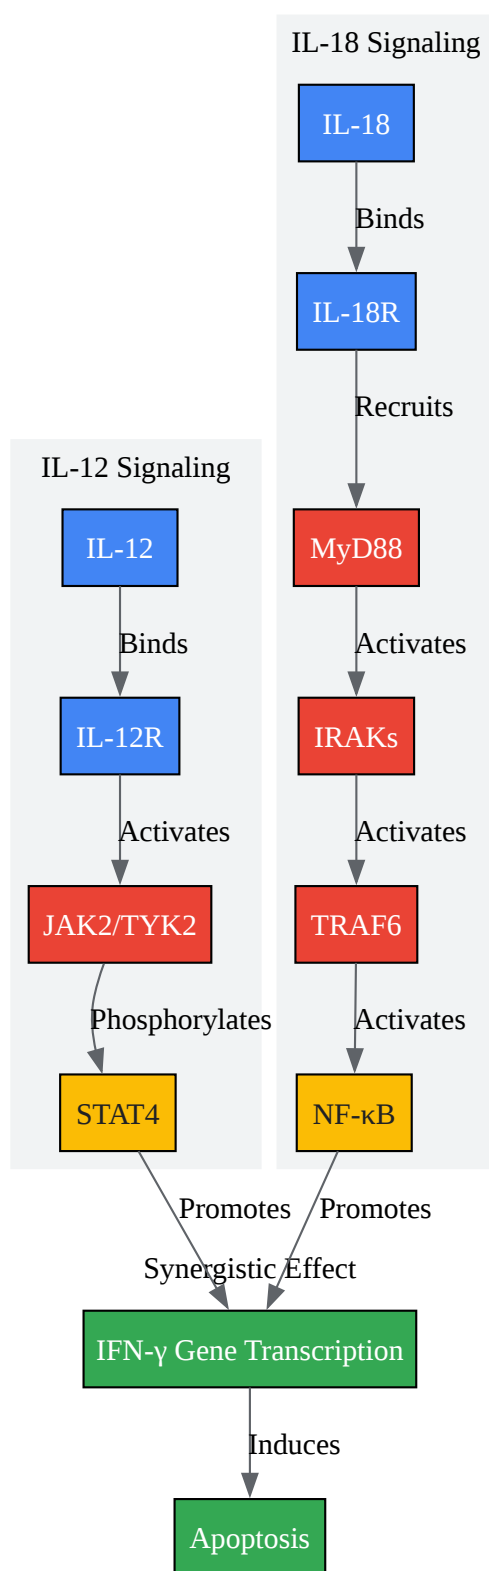 IL-18 Signaling
IL-18
Binds
IL-18R
Recruits
IL-12 Signaling
IL-12
MyD88
Binds
Activates
IL-12R
IRAKs
Activates
Activates
JAK2/TYK2
TRAF6
Phosphorylates
Activates
STAT4
NF-κB
Promotes
Promotes
Synergistic Effect
IFN-γ Gene Transcription
Induces
Apoptosis